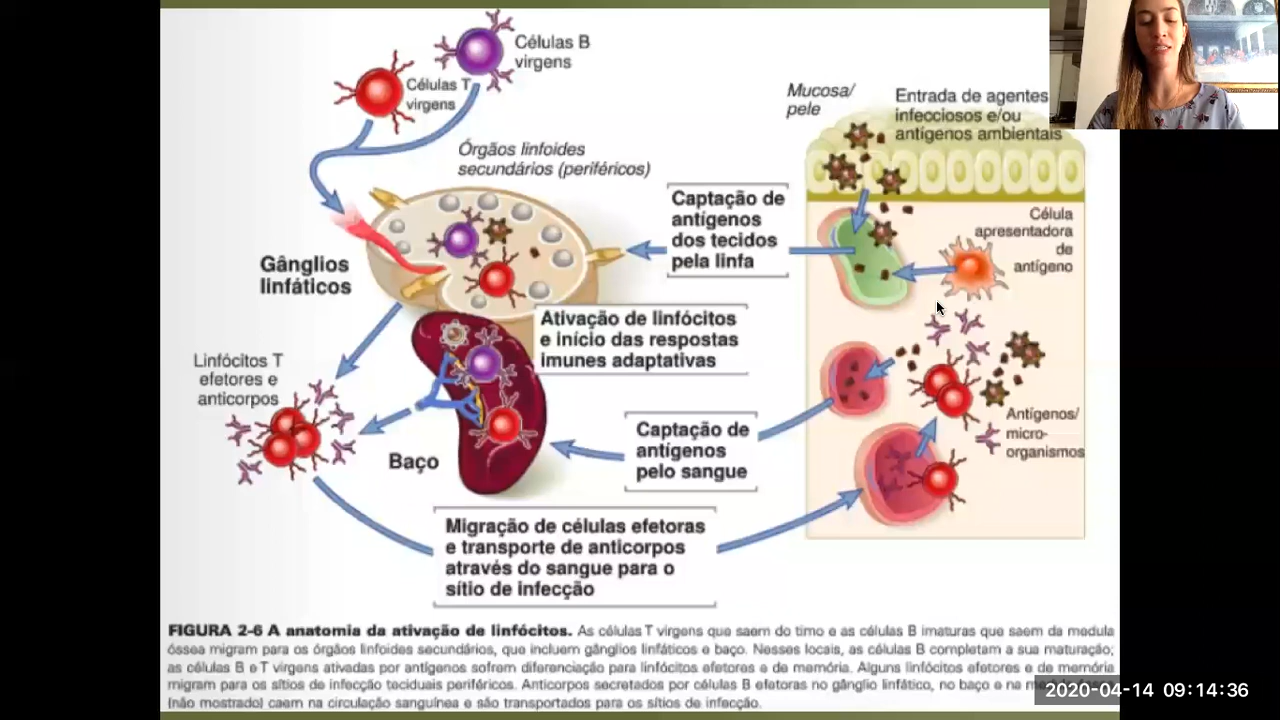 Células B
virgens
Células T
virgens
Mucosa/
pele
Entrada de agentes
infecciosos e/ou
antígenos ambientais
Órgãos linfoides
secundários (periféricos)
Captação de
antígenos
dos tecidos
pela linfa
Célula
apresentadora
de
antígeno
Gânglios
linfáticos
Ativação de linfócitos
e início das respostas
imunes adaptativas
Linfócitos T
efetores e
anticorpos
Captação de
antígenos
pelo sangue
Antígenos/
micro-
organismos
Baço
Migração de células efetoras
e transporte de anticorpos
através do sangue para o
sítio de infecção
FIGURA 2-6 A anatomia da ativação de linfócitos. As células T virgens que saem do timo e as células B imaturas que saem da medula
óssea migram para os órgãos linfoides secundários, que incluem gânglios linfáticos e baço. Nesses locais, as células B completam a sua maturação;
as células B e T virgens ativadas por antígenos sofrem diferenciação para linfócitos efetores e de memória. Alguns linfócitos efetores e de memória
migram para os sítios de infecção teciduais periféricos. Anticorpos secretados por células B efetoras no gânglio linfático, no baço e na
(não mostrado) caem na circulação sanguínea e são transportados para os sítios de infecção.
2020-04-14 09:14:36